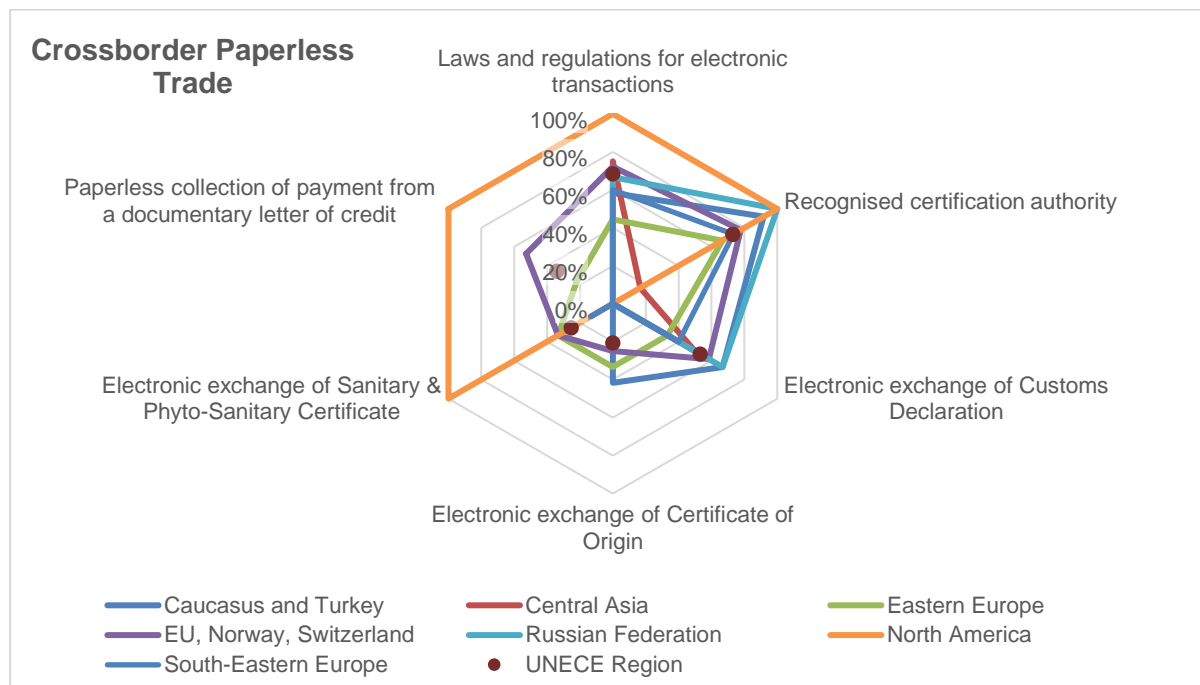 Crossborder Paperless
Trade
Laws and regulations for electronic
transactions
100%
80%
60%
40%
20%
0%
Paperless collection of payment from
a documentary letter of credit
Recognised certification authority
Electronic exchange of Sanitary &
Phyto-Sanitary Certificate
Electronic exchange of Customs
Declaration
Electronic exchange of Certificate of
Origin
Caucasus and Turkey
Central Asia
Eastern Europe
EU, Norway, Switzerland
Russian Federation
North America
South-Eastern Europe
UNECE Region